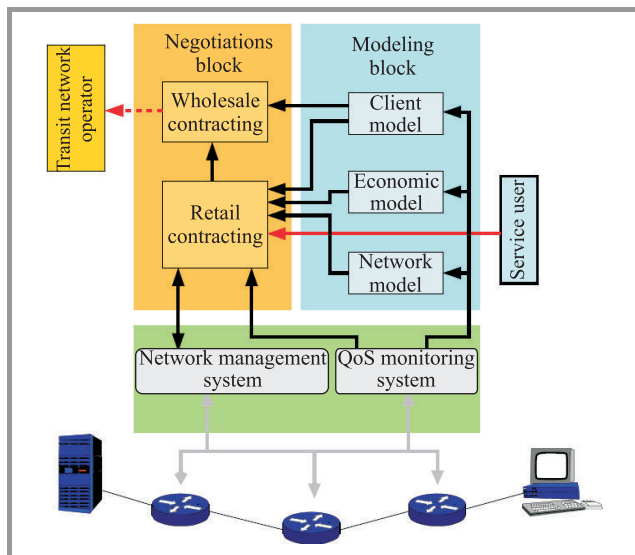 Negotiations
block
Modeling
block
Transit network
operator
Wholesale
contracting
Client
model
Economic
model
Retail
contracting
Service user
Network
model
Network management
system
QoS monitoring
system